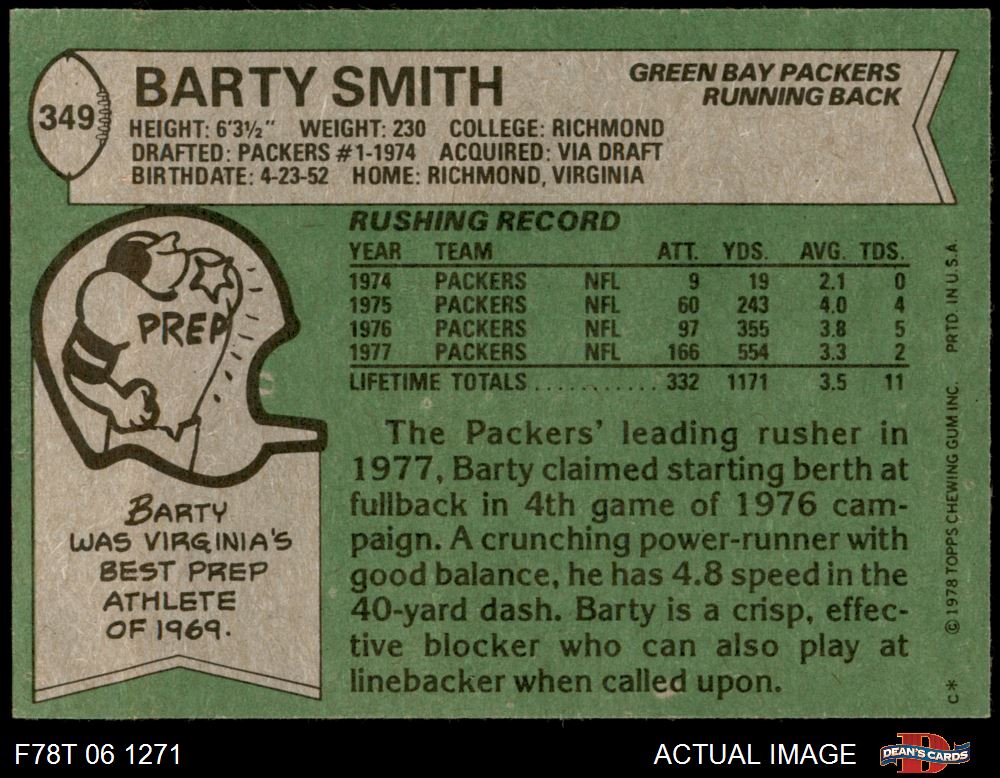 349
BARTY SMITH
GREEN BAY PACKERS
RUNNING BACK
HEIGHT: 6'3½" WEIGHT: 230 COLLEGE: RICHMOND
DRAFTED: PACKERS #1-1974 ACQUIRED: VIA DRAFT
BIRTHDATE: 4-23-52 HOME: RICHMOND, VIRGINIA
RUSHING RECORD
YEAR TEAM ATT. YDS. AVG. TDS.
1974 PACKERS NFL 9 19 2.1 0
1975 PACKERS NFL 60 243 4.0 4
1976 PACKERS NFL 97 355 3.8 5
1977 PACKERS NFL 166 554 3.3 2
LIFETIME TOTALS............ 332 1171 3.5 11
PREP
BARTY
WAS VIRGINIA'S
BEST PREP
ATHLETE
OF 1969.
The Packers' leading rusher in
1977, Barty claimed starting berth at
fullback in 4th game of 1976 cam-
paign. A crunching power-runner with
good balance, he has 4.8 speed in the
40-yard dash. Barty is a crisp, effec-
tive blocker who can also play at
linebacker when called upon.
C* © 1978 TOPPS CHEWING GUM INC. PRTD. IN U.S.A.
F78T 06 1271
ACTUAL IMAGE
D
DEAN'S CARDS